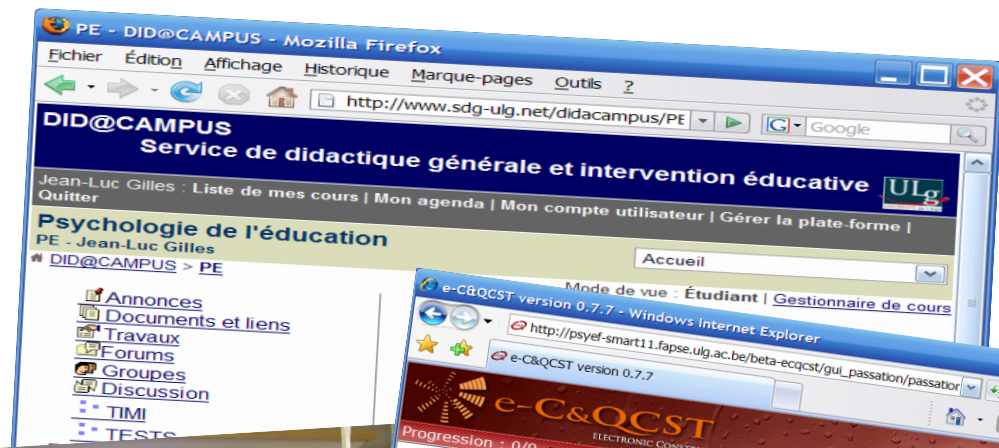 PE - DID@CAMPUS - Mozilla Firefox
Fichier Édition Affichage Historique Marque-pages Outils ?
http://www.sdg-ulg.net/didacampus/PE
Google
DID@CAMPUS
Service de didactique générale et intervention éducative
ULg
Jean-Luc Gilles : Liste de mes cours | Mon agenda | Mon compte utilisateur | Gérer la plate-forme |
Quitter
Psychologie de l'éducation
PE - Jean-Luc Gilles
Accueil
DID@CAMPUS > PE
Mode de vue : Étudiant | Gestionnaire de cours
Annonces
Documents et liens
Travaux
Forums
Groupes
Discussion
TIMI
TESTS
e-C&QCST version 0.7.7 - Windows Internet Explorer
http://psyef-smart11.fapse.ulg.ac.be/beta-ecqcst/gui_passation/passation
e-C&QCST version 0.7.7
e-C&QCST
ELECTRONIC CONSTR
Progression : 0/0